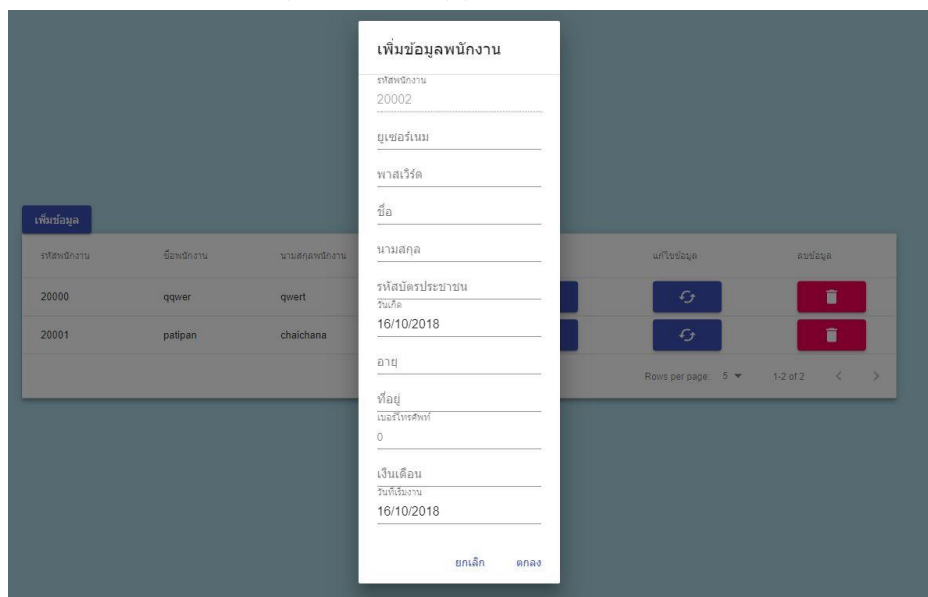 เพิ่มข้อมูลพนักงาน
รหัสพนักงาน
20002
ยูเซอร์เนม
พาสเวิร์ด
ชื่อ
นามสกุล
รหัสบัตรประชาชน
วันเกิด
16/10/2018
อายุ
ที่อยู่
เบอร์โทรศัพท์
0
เงินเดือน
วันที่เริ่มงาน
16/10/2018
ยกเลิก ตกลง
เพิ่มข้อมูล
รหัสพนักงาน ชื่อพนักงาน นามสกุลพนักงาน แก้ไขข้อมูล ลบข้อมูล
20000 qqwer qwert
20001 patipan chaichana
Rows per page: 5 1-2 of 2